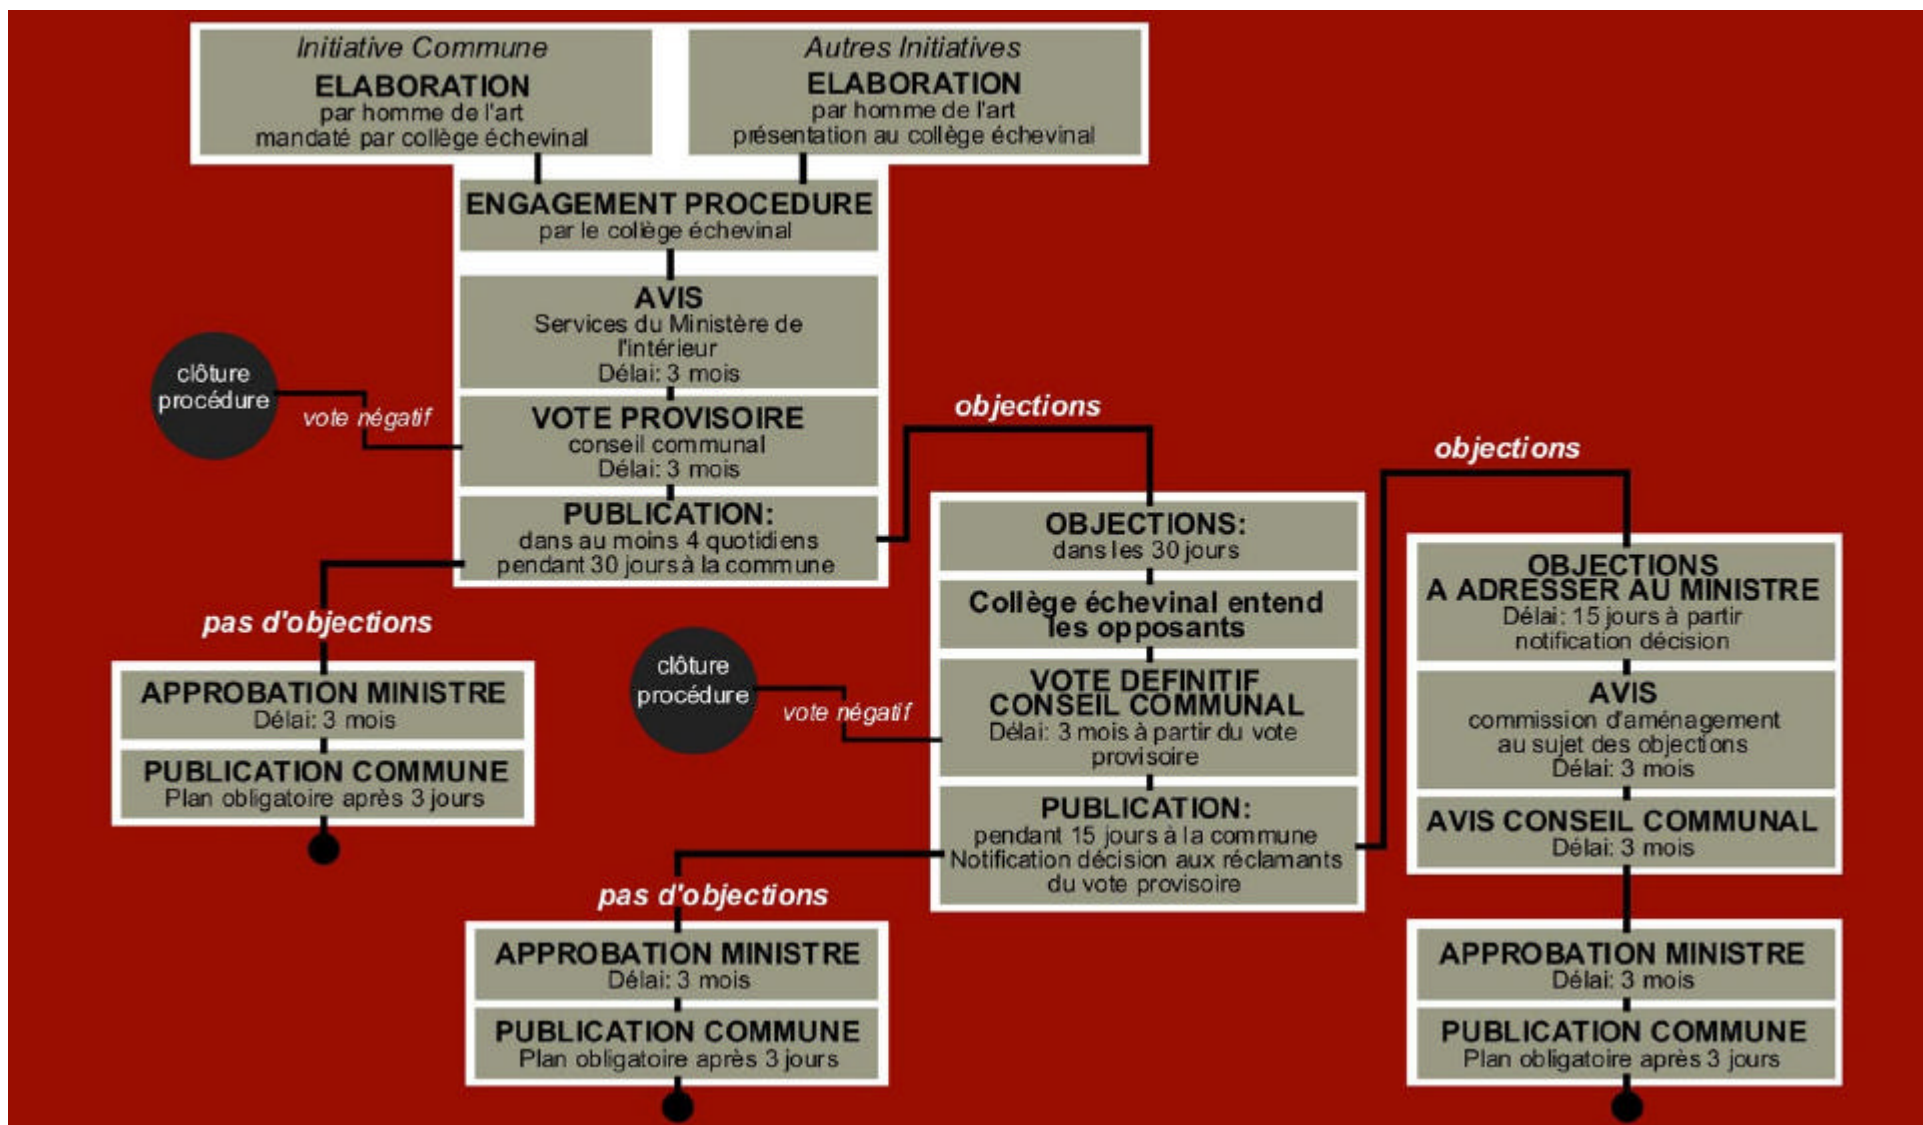 Initiative Commune
ELABORATION
par homme de l'art
mandaté par collège échevinal
Autres Initiatives
ELABORATION
par homme de l'art
présentation au collège échevinal
ENGAGEMENT PROCEDURE
par le collège échevinal
AVIS
Services du Ministère de
l'intérieur
Délai: 3 mois
clôture
procédure
vote négatif
VOTE PROVISOIRE
conseil communal
Délai: 3 mois
PUBLICATION:
dans au moins 4 quotidiens
pendant 30 jours à la commune
pas d'objections
APPROBATION MINISTRE
Délai: 3 mois
PUBLICATION COMMUNE
Plan obligatoire après 3 jours
objections
OBJECTIONS:
dans les 30 jours
Collège échevinal entend
les opposants
clôture
procédure
vote négatif
VOTE DEFINITIF
CONSEIL COMMUNAL
Délai: 3 mois à partir du vote
provisoire
PUBLICATION:
pendant 15 jours à la commune
Notification décision aux réclamants
du vote provisoire
pas d'objections
APPROBATION MINISTRE
Délai: 3 mois
PUBLICATION COMMUNE
Plan obligatoire après 3 jours
objections
OBJECTIONS
A ADRESSER AU MINISTRE
Délai: 15 jours à partir
notification décision
AVIS
commission d'aménagement
au sujet des objections
Délai: 3 mois
AVIS CONSEIL COMMUNAL
Délai: 3 mois
APPROBATION MINISTRE
Délai: 3 mois
PUBLICATION COMMUNE
Plan obligatoire après 3 jours